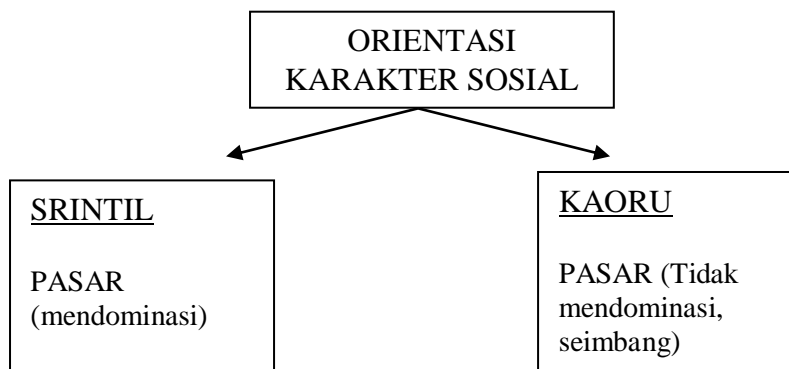 ORIENTASI
KARAKTER SOSIAL
SRINTIL
PASAR
(mendominasi)
KAORU
PASAR (Tidak
mendominasi,
seimbang)